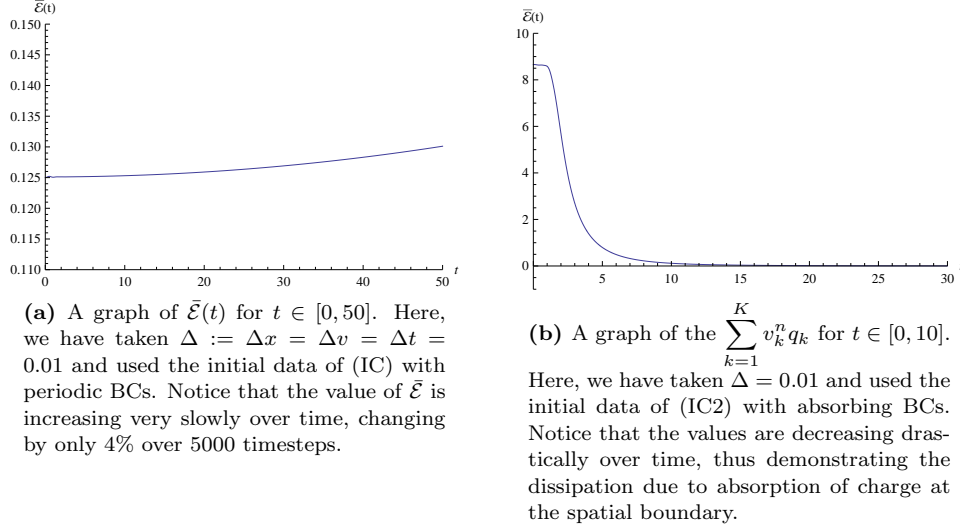 Ē(t)
0.150
0.145
0.140
0.135
0.130
0.125
0.120
0.115
0.110
0 10 20 30 40 50 t
(a) A graph of Ē(t) for t ∈ [0, 50]. Here,
we have taken Δ := Δx = Δv = Δt =
0.01 and used the initial data of (IC) with
periodic BCs. Notice that the value of Ē is
increasing very slowly over time, changing
by only 4% over 5000 timesteps.
Ē(t)
10
8
6
4
2
0
5 10 15 20 25 30
(b) A graph of the ∑_{k=1}^{K} v_k^n q_k for t ∈ [0, 10].
Here, we have taken Δ = 0.01 and used the
initial data of (IC2) with absorbing BCs.
Notice that the values are decreasing dras-
tically over time, thus demonstrating the
dissipation due to absorption of charge at
the spatial boundary.